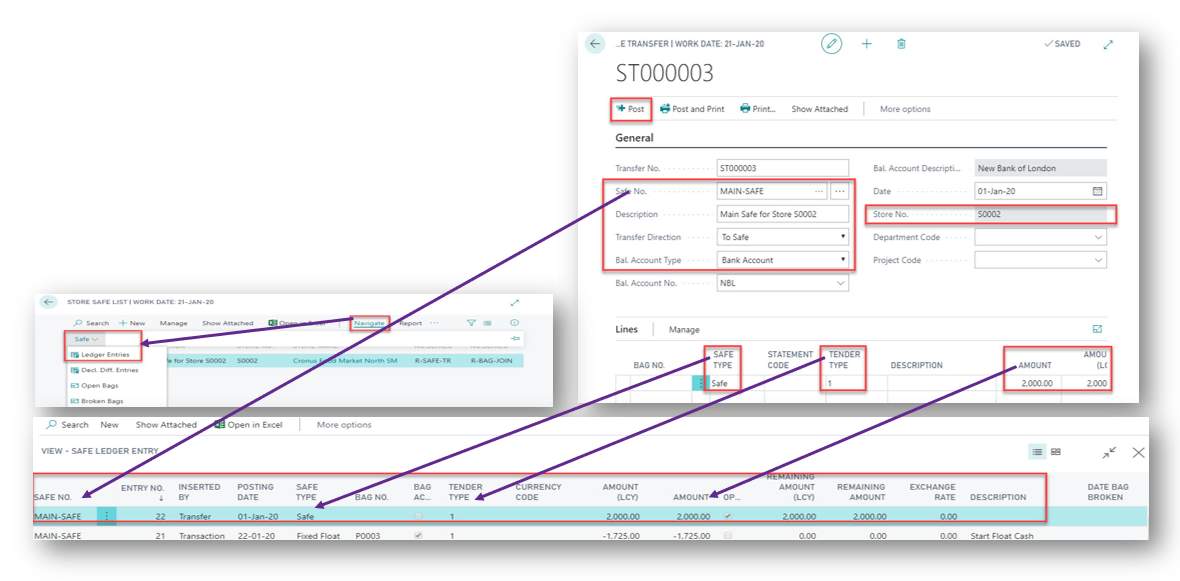 ..E TRANSFER | WORK DATE: 21-JAN-20
SAVED
ST000003
Post Post and Print Print... Show Attached More options
General
Transfer No. ST000003 Bal. Account Descripti... New Bank of London
Safe No. MAIN-SAFE ... ... Date 01-Jan-20
Description Main Safe for Store S0002 Store No. S0002
Transfer Direction To Safe Department Code
Bal. Account Type Bank Account Project Code
Bal. Account No. NBL
Lines Manage
BAG NO. SAFE TYPE STATEMENT CODE TENDER TYPE DESCRIPTION AMOUNT AMOU (L(
Safe 1 2,000.00 2,000
STORE SAFE LIST | WORK DATE: 21-JAN-20
Search New Manage Show Attached Open in Excel Navigate Report ...
Safe
Ledger Entries
e for Store S0002 S0002 Cronus Food Market North SM R-SAFE-TR R-BAG-JOIN
Decl. Diff. Entries
Open Bags
Broken Bags
Search New Show Attached Open in Excel More options
VIEW - SAFE LEDGER ENTRY
SAFE NO. ENTRY NO. ↓ INSERTED BY POSTING DATE SAFE TYPE BAG NO. BAG AC... TENDER TYPE CURRENCY CODE AMOUNT (LCY) AMOUNT OP... REMAINING AMOUNT (LCY) REMAINING AMOUNT EXCHANGE RATE DESCRIPTION DATE BAG BROKEN
MAIN-SAFE 22 Transfer 01-Jan-20 Safe 1 2,000.00 2,000.00 2,000.00 2,000.00 0.00
MAIN-SAFE 21 Transaction 22-01-20 Fixed Float P0003 1 -1,725.00 -1,725.00 0.00 0.00 0.00 Start Float Cash